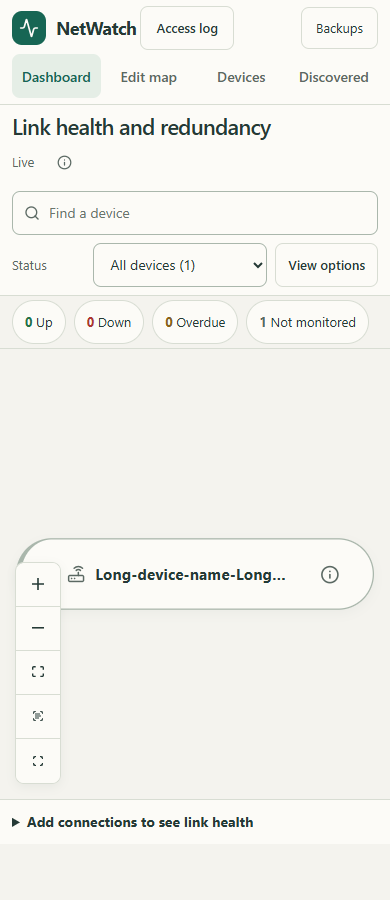 NetWatch Access log Backups
Dashboard Edit map Devices Discovered
Link health and redundancy
Live
Find a device
Status All devices (1) View options
0 Up 0 Down 0 Overdue 1 Not monitored
Long-device-name-Long...
Add connections to see link health